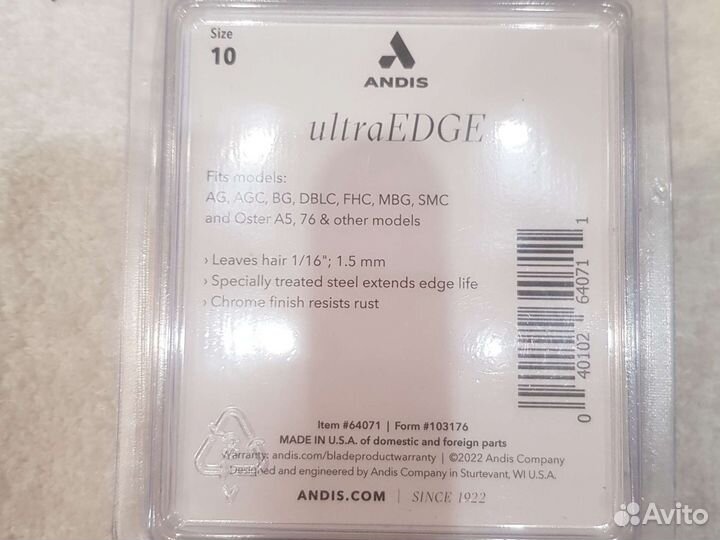 Size
10
ANDIS
ultraEDGE
Fits models:
AG, AGC, BG, DBLC, FHC, MBG, SMC
and Oster A5, 76 & other models
› Leaves hair 1/16"; 1.5 mm
› Specially treated steel extends edge life
› Chrome finish resists rust
0 40102 64071 1
Item #64071 | Form #103176
MADE IN U.S.A. of domestic and foreign parts
Warranty: andis.com/bladeproductwarranty | ©2022 Andis Company
Designed and engineered by Andis Company in Sturtevant, WI U.S.A.
ANDIS.COM | SINCE 1922
Avito